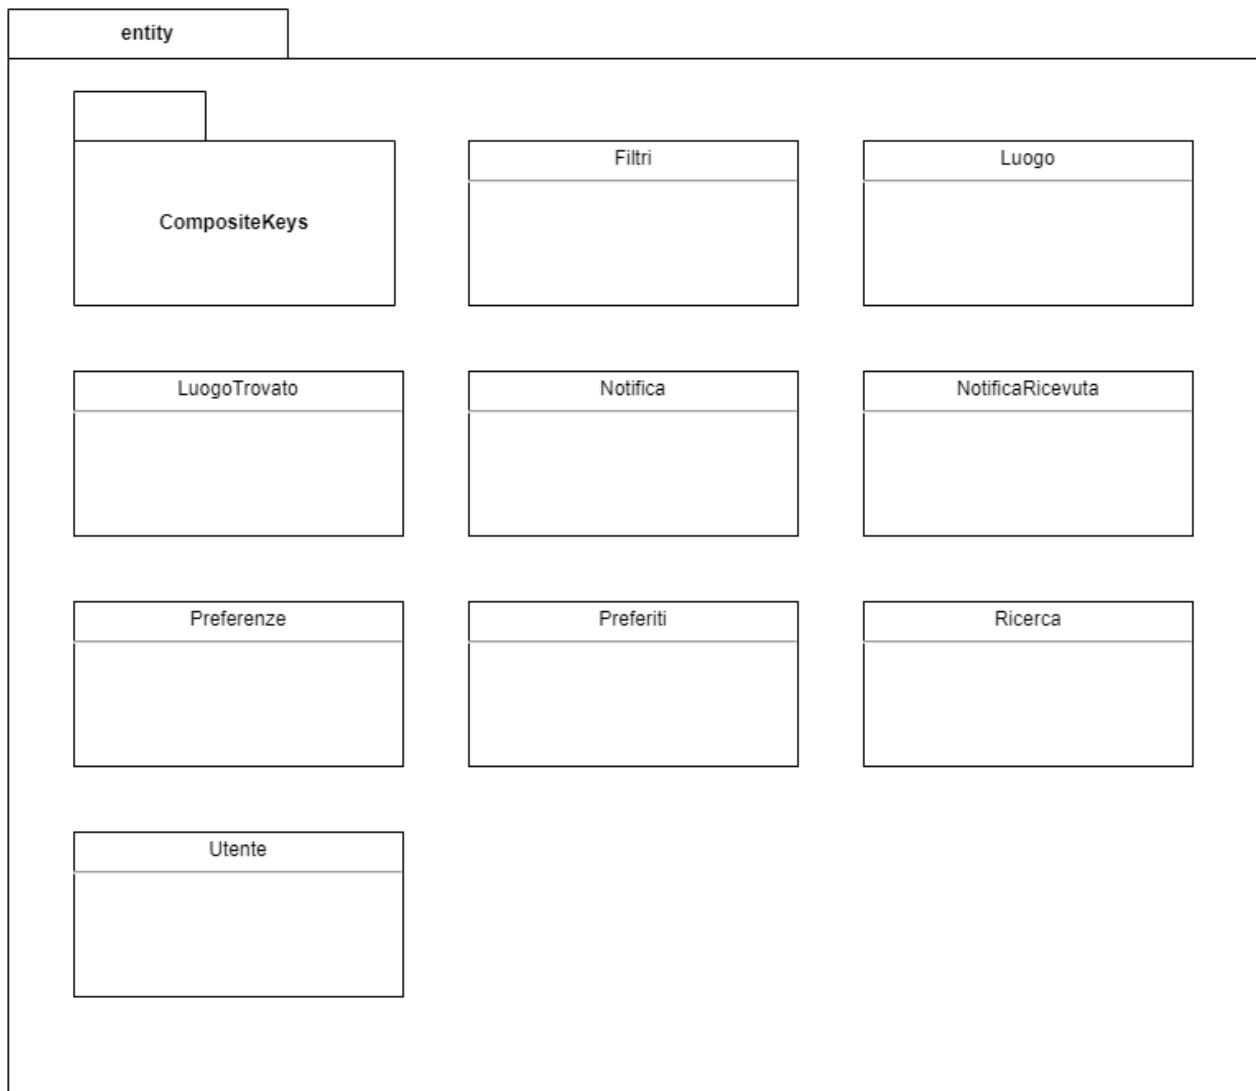 entity
CompositeKeys
Filtri
Luogo
LuogoTrovato
Notifica
NotificaRicevuta
Preferenze
Preferiti
Ricerca
Utente